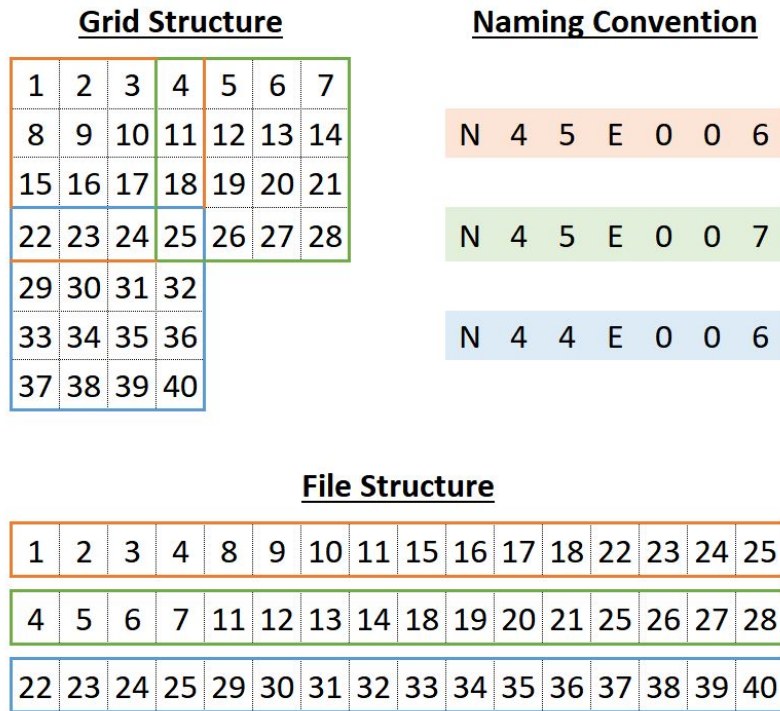 Grid Structure
1 2 3 4 5 6 7
8 9 10 11 12 13 14
15 16 17 18 19 20 21
22 23 24 25 26 27 28
29 30 31 32
33 34 35 36
37 38 39 40
Naming Convention
N 4 5 E 0 0 6
N 4 5 E 0 0 7
N 4 4 E 0 0 6
File Structure
1 2 3 4 8 9 10 11 15 16 17 18 22 23 24 25
4 5 6 7 11 12 13 14 18 19 20 21 25 26 27 28
22 23 24 25 29 30 31 32 33 34 35 36 37 38 39 40